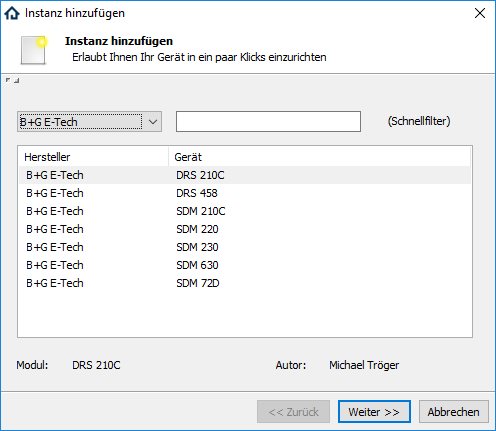 Instanz hinzufügen
Instanz hinzufügen
Erlaubt Ihnen Ihr Gerät in ein paar Klicks einzurichten
B+G E-Tech (Schnellfilter)
Hersteller Gerät
B+G E-Tech DRS 210C
B+G E-Tech DRS 458
B+G E-Tech SDM 210C
B+G E-Tech SDM 220
B+G E-Tech SDM 230
B+G E-Tech SDM 630
B+G E-Tech SDM 72D
Modul: DRS 210C Autor: Michael Tröger
<< Zurück Weiter >> Abbrechen